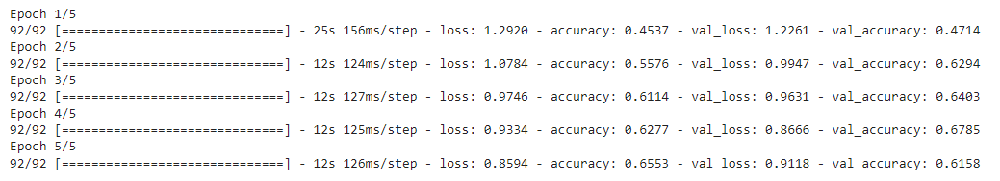 Epoch 1/5
92/92 [==============================] - 25s 156ms/step - loss: 1.2920 - accuracy: 0.4537 - val_loss: 1.2261 - val_accuracy: 0.4714
Epoch 2/5
92/92 [==============================] - 12s 124ms/step - loss: 1.0784 - accuracy: 0.5576 - val_loss: 0.9947 - val_accuracy: 0.6294
Epoch 3/5
92/92 [==============================] - 12s 127ms/step - loss: 0.9746 - accuracy: 0.6114 - val_loss: 0.9631 - val_accuracy: 0.6403
Epoch 4/5
92/92 [==============================] - 12s 125ms/step - loss: 0.9334 - accuracy: 0.6277 - val_loss: 0.8666 - val_accuracy: 0.6785
Epoch 5/5
92/92 [==============================] - 12s 126ms/step - loss: 0.8594 - accuracy: 0.6553 - val_loss: 0.9118 - val_accuracy: 0.6158